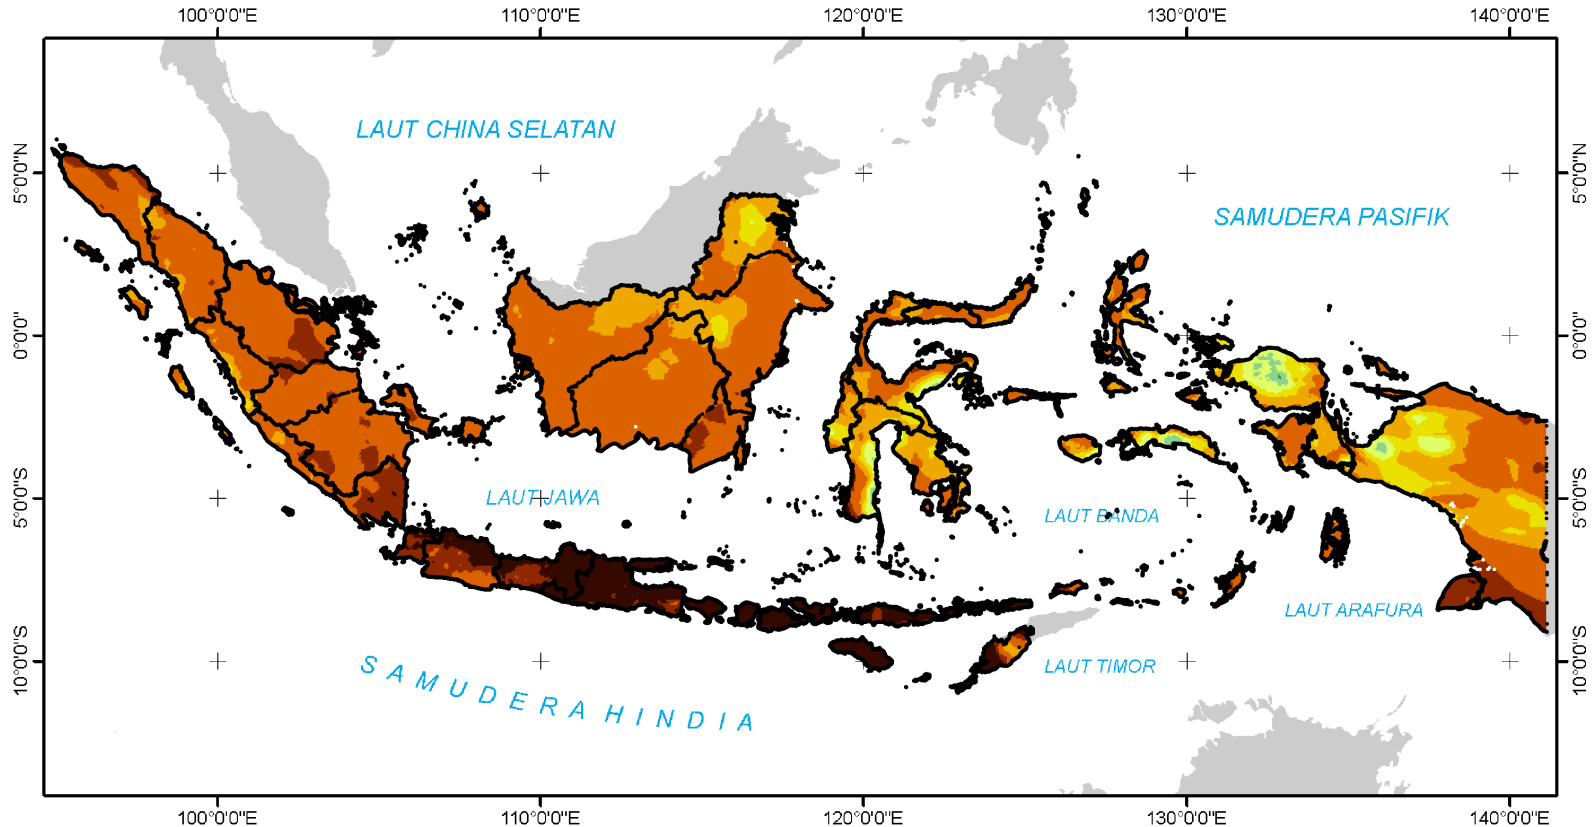 100°0'0"E 110°0'0"E 120°0'0"E 130°0'0"E 140°0'0"E
5°0'0"N 5°0'0"N
LAUT CHINA SELATAN
SAMUDERA PASIFIK
0°0'0" 0°0'0"
5°0'0"S 5°0'0"S
LAUT JAWA
LAUT BANDA
LAUT ARAFURA
10°0'0"S 10°0'0"S
LAUT TIMOR
SAMUDERA HINDIA
100°0'0"E 110°0'0"E 120°0'0"E 130°0'0"E 140°0'0"E